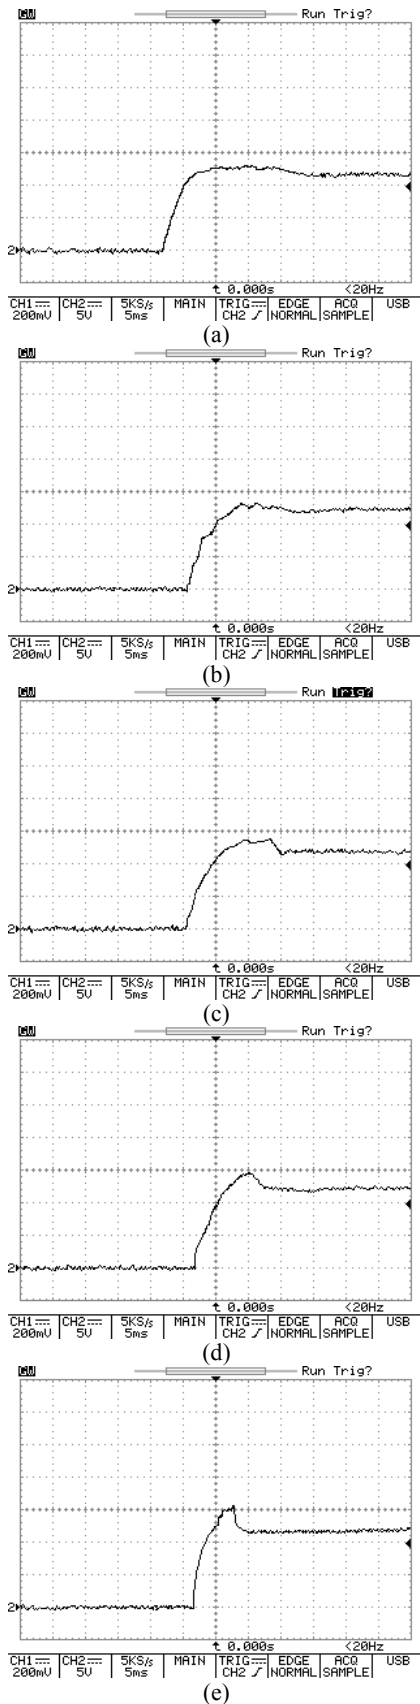 GW Run Trig?
2
0.000s <20Hz
CH1 CH2 5KS/s MAIN TRIG EDGE ACQ USB
200mV 5V 5ms CH2 NORMAL SAMPLE
(a)
GW Run Trig?
2
0.000s <20Hz
CH1 CH2 5KS/s MAIN TRIG EDGE ACQ USB
200mV 5V 5ms CH2 NORMAL SAMPLE
(b)
GW Run Trig?
2
0.000s <20Hz
CH1 CH2 5KS/s MAIN TRIG EDGE ACQ USB
200mV 5V 5ms CH2 NORMAL SAMPLE
(c)
GW Run Trig?
2
0.000s <20Hz
CH1 CH2 5KS/s MAIN TRIG EDGE ACQ USB
200mV 5V 5ms CH2 NORMAL SAMPLE
(d)
GW Run Trig?
2
0.000s <20Hz
CH1 CH2 5KS/s MAIN TRIG EDGE ACQ USB
200mV 5V 5ms CH2 NORMAL SAMPLE
(e)